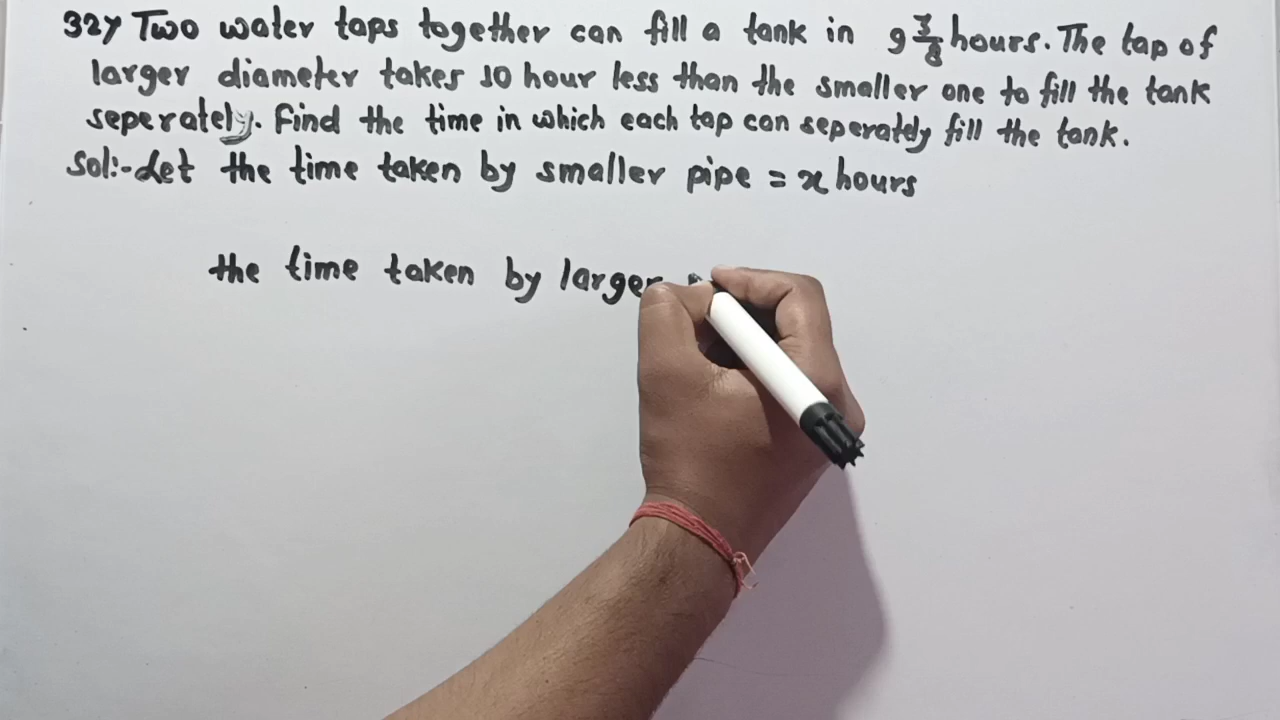 32y Two water taps together can fill a tank in 9 3/8 hours. The tap of
larger diameter takes 10 hour less than the smaller one to fill the tank
seperately. Find the time in which each tap can seperately fill the tank.
Sol:- Let the time taken by smaller pipe = x hours
the time taken by larger